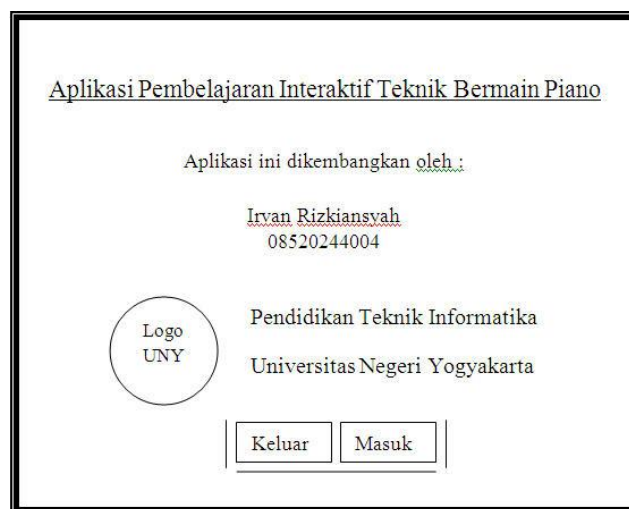 Aplikasi Pembelajaran Interaktif Teknik Bermain Piano
Aplikasi ini dikembangkan oleh :
Irvan Rizkiansyah
08520244004
Logo
UNY
Pendidikan Teknik Informatika
Universitas Negeri Yogyakarta
Keluar
Masuk